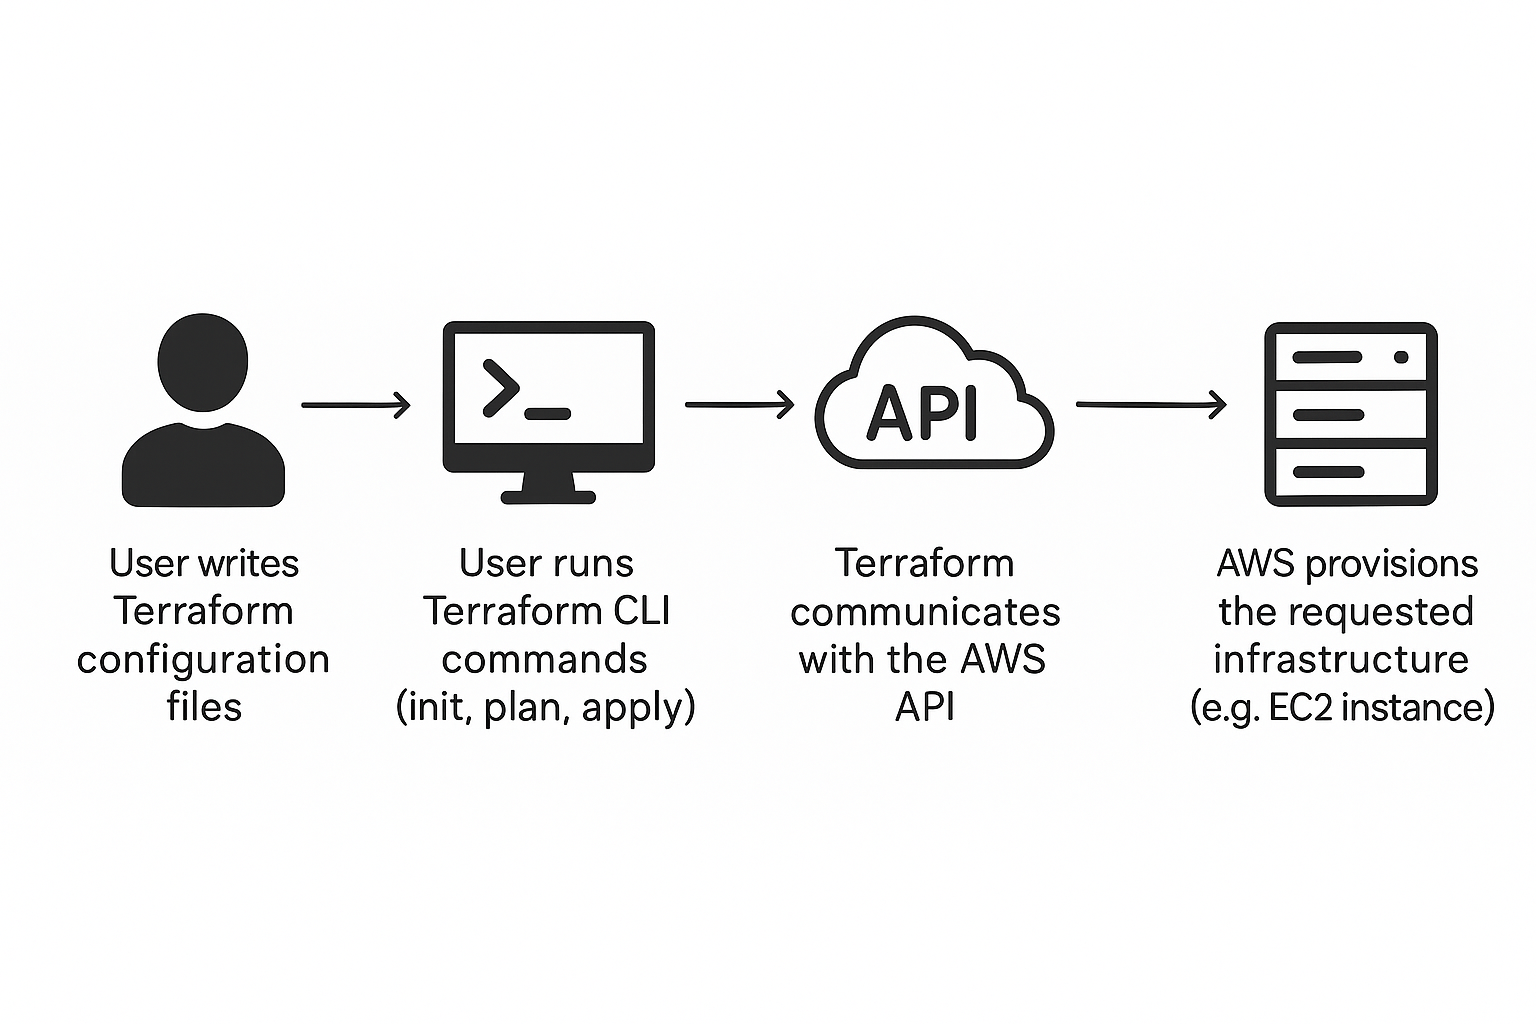 >_
API
User writes
Terraform
configuration
files
User runs
Terraform CLI
commands
(init, plan, apply)
Terraform
communicates
with the AWS
API
AWS provisions
the requested
infrastructure
(e.g. EC2 instance)